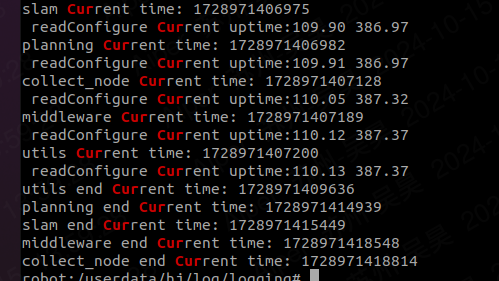 slam Current time: 1728971406975
readConfigure Current uptime:109.90 386.97
planning Current time: 1728971406982
readConfigure Current uptime:109.91 386.97
collect_node Current time: 1728971407128
readConfigure Current uptime:110.05 387.32
middleware Current time: 1728971407189
readConfigure Current uptime:110.12 387.37
utils Current time: 1728971407200
readConfigure Current uptime:110.13 387.37
utils end Current time: 1728971409636
planning end Current time: 1728971414939
slam end Current time: 1728971415449
middleware end Current time: 1728971418548
collect_node end Current time: 1728971418814
robot:/userdata/hj/log/logging#